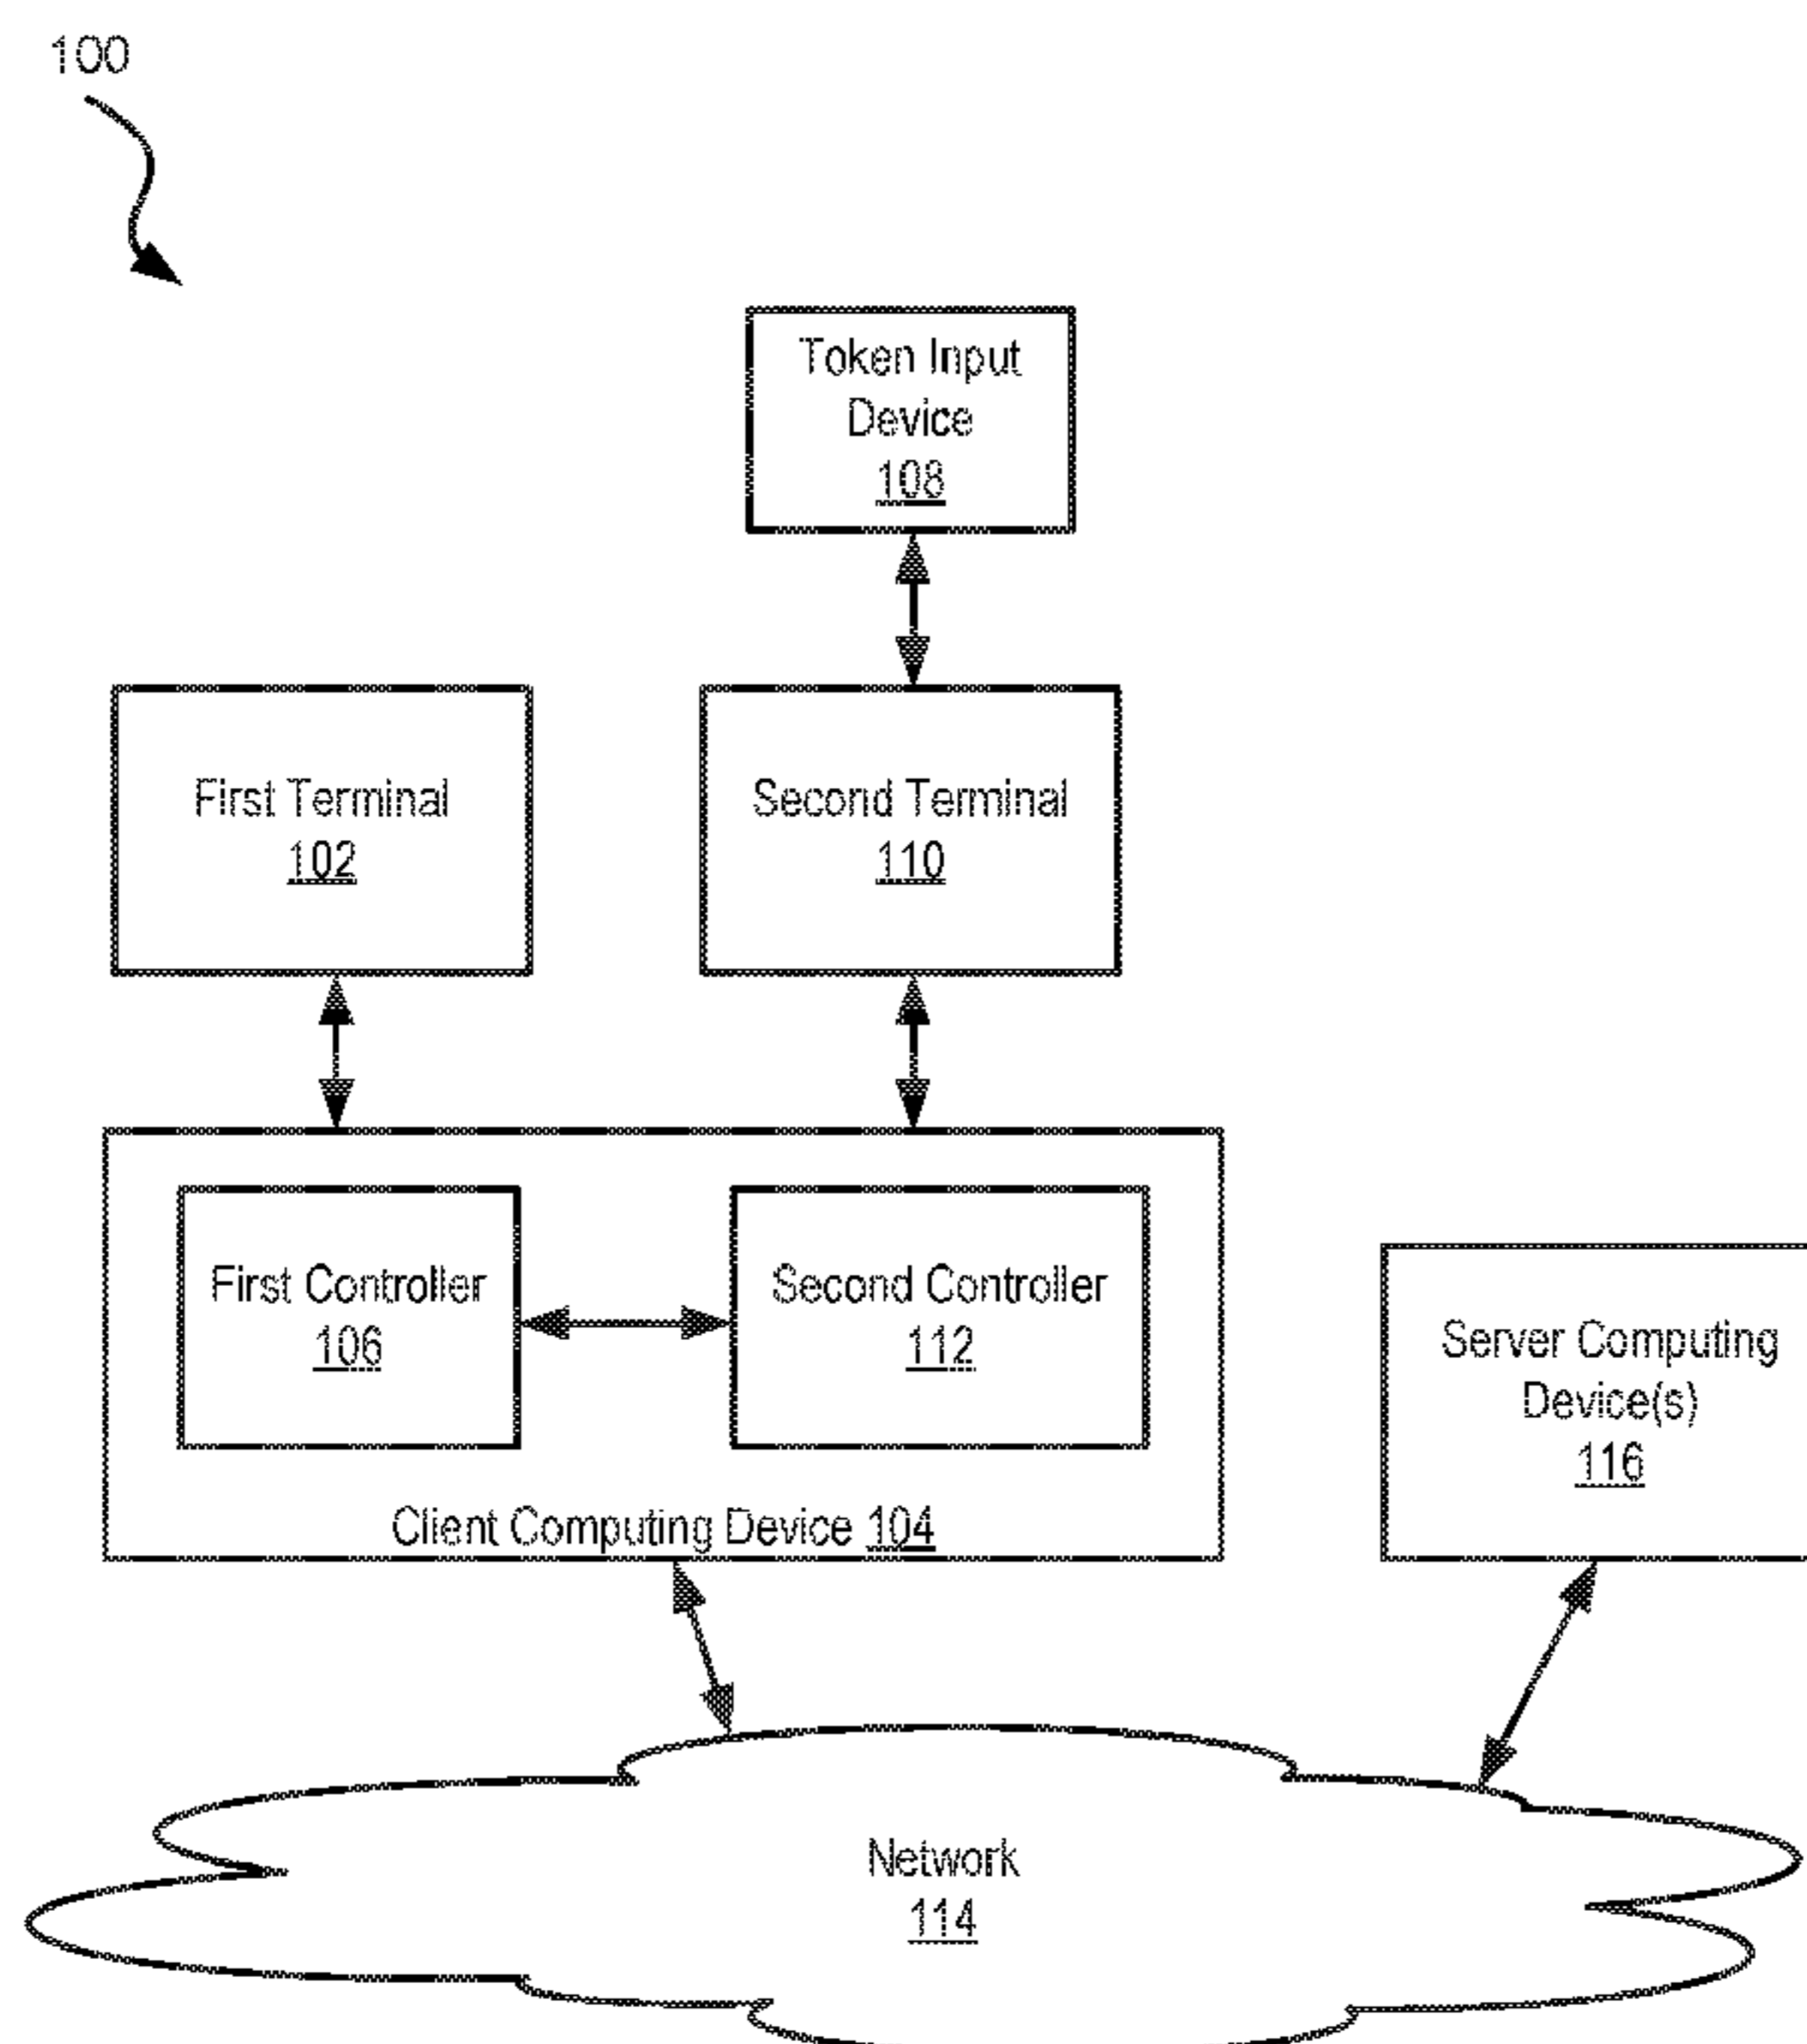 100
Token Input
Device
108
First Terminal
102
Second Terminal
110
First Controller
106
Second Controller
112
Client Computing Device 104
Server Computing
Device(s)
116
Network
114